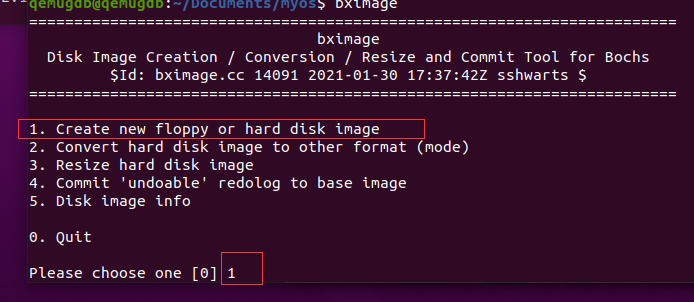 qemugdb@qemugdb:~/Documents/myos$ bximage
========================================================================
bximage
Disk Image Creation / Conversion / Resize and Commit Tool for Bochs
$Id: bximage.cc 14091 2021-01-30 17:37:42Z sshwarts $
========================================================================
1. Create new floppy or hard disk image
2. Convert hard disk image to other format (mode)
3. Resize hard disk image
4. Commit 'undoable' redolog to base image
5. Disk image info
0. Quit
Please choose one [0] 1